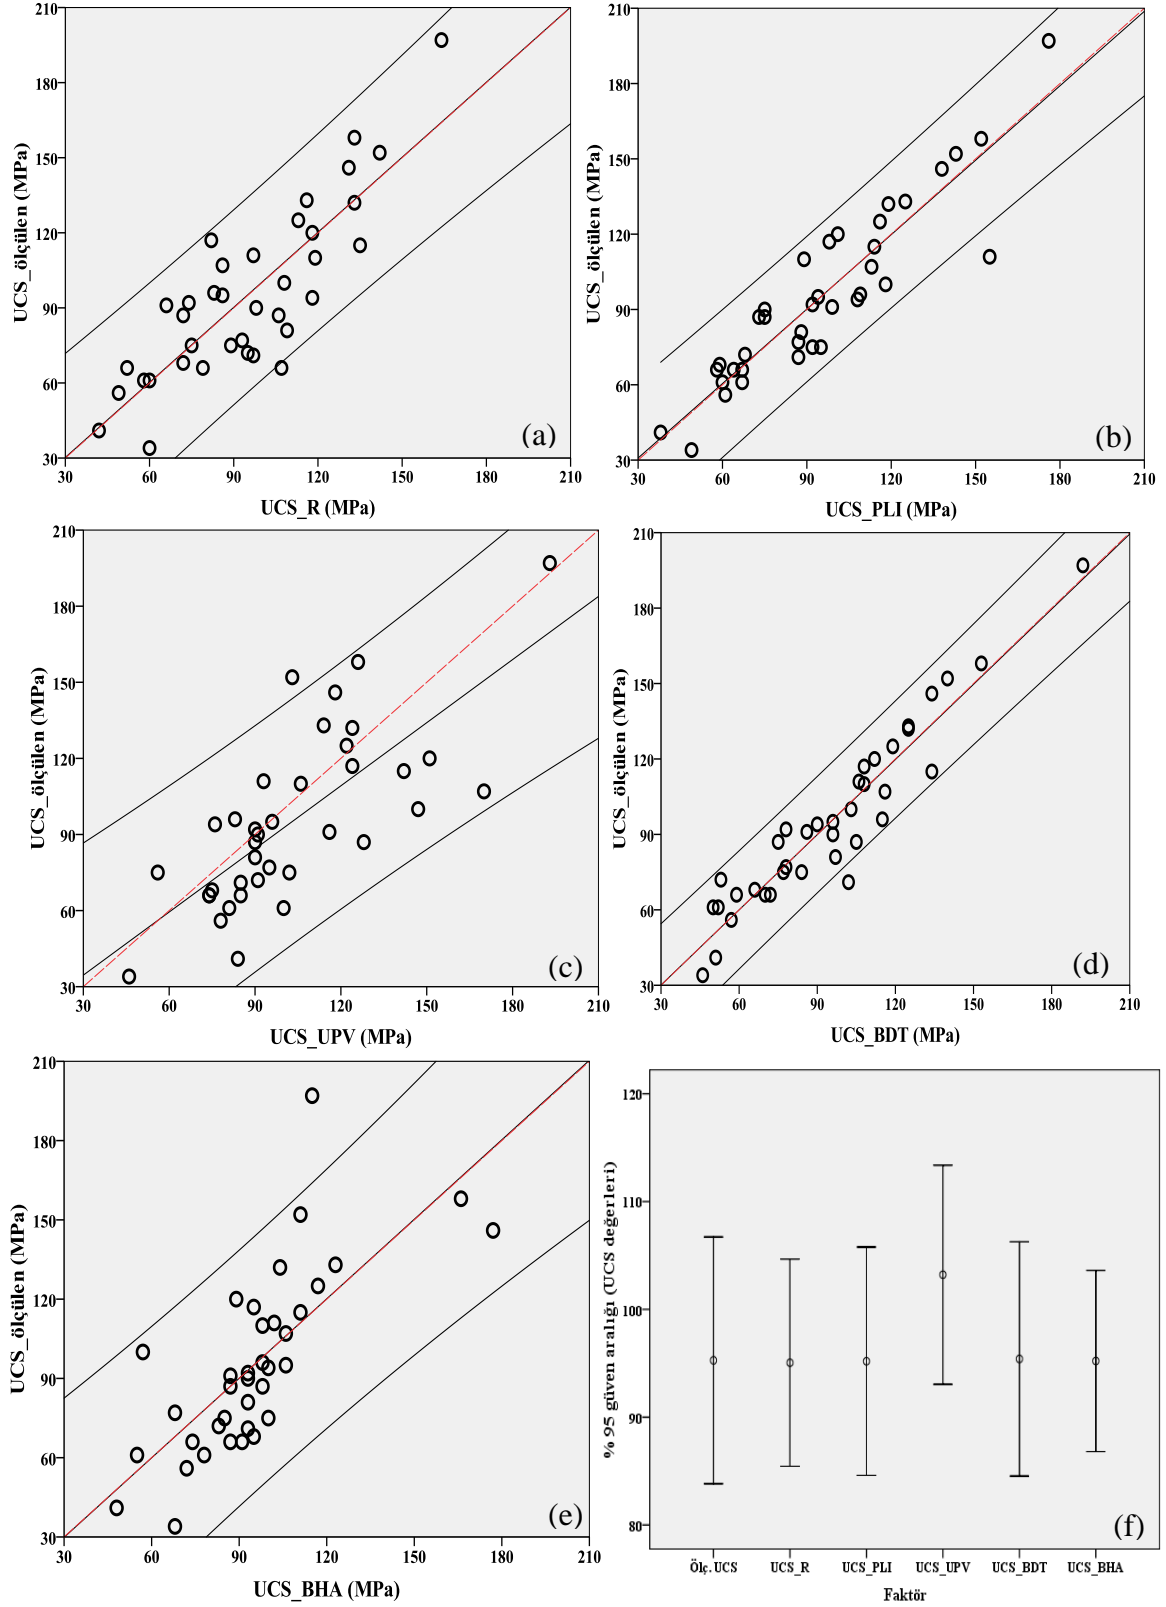 210
180
150
120
90
60
30
UCS_ölçülen (MPa)
30 60 90 120 150 180 210
UCS_R (MPa)
(a)
210
180
150
120
90
60
30
UCS_ölçülen (MPa)
30 60 90 120 150 180 210
UCS_PLI (MPa)
(b)
210
180
150
120
90
60
30
UCS_ölçülen (MPa)
30 60 90 120 150 180 210
UCS_UPV (MPa)
(c)
210
180
150
120
90
60
30
UCS_ölçülen (MPa)
30 60 90 120 150 180 210
UCS_BDT (MPa)
(d)
210
180
150
120
90
60
30
UCS_ölçülen (MPa)
30 60 90 120 150 180 210
UCS_BHA (MPa)
(e)
120
110
100
90
80
% 95 güven aralığı (UCS değerleri)
Ölç.UCS UCS_R UCS_PLI UCS_UPV UCS_BDT UCS_BHA
Faktör
(f)